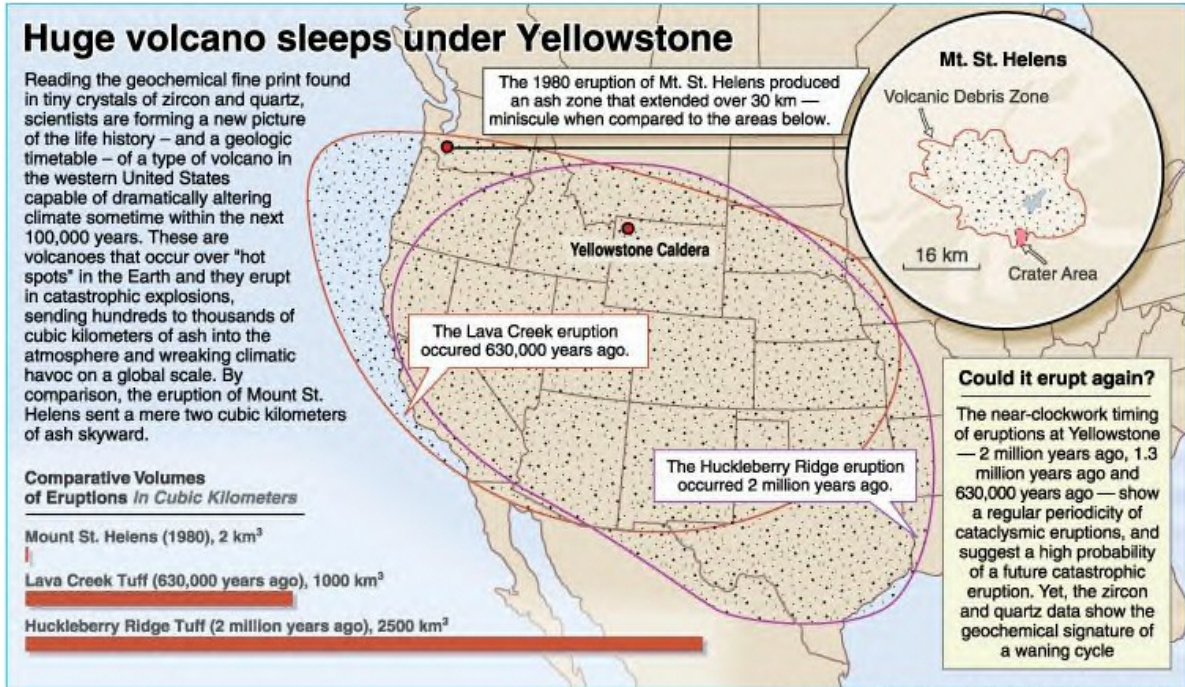 Huge volcano sleeps under Yellowstone
Reading the geochemical fine print found
in tiny crystals of zircon and quartz,
scientists are forming a new picture
of the life history – and a geologic
timetable – of a type of volcano in
the western United States
capable of dramatically altering
climate sometime within the next
100,000 years. These are
volcanoes that occur over "hot
spots" in the Earth and they erupt
in catastrophic explosions,
sending hundreds to thousands of
cubic kilometers of ash into the
atmosphere and wreaking climatic
havoc on a global scale. By
comparison, the eruption of Mount St.
Helens sent a mere two cubic kilometers
of ash skyward.
Comparative Volumes
of Eruptions In Cubic Kilometers
Mount St. Helens (1980), 2 km³
Lava Creek Tuff (630,000 years ago), 1000 km³
Huckleberry Ridge Tuff (2 million years ago), 2500 km³
The 1980 eruption of Mt. St. Helens produced
an ash zone that extended over 30 km —
miniscule when compared to the areas below.
Mt. St. Helens
Volcanic Debris Zone
16 km
Crater Area
Yellowstone Caldera
The Lava Creek eruption
occured 630,000 years ago.
The Huckleberry Ridge eruption
occurred 2 million years ago.
Could it erupt again?
The near-clockwork timing
of eruptions at Yellowstone
— 2 million years ago, 1.3
million years ago and
630,000 years ago — show
a regular periodicity of
cataclysmic eruptions, and
suggest a high probability
of a future catastrophic
eruption. Yet, the zircon
and quartz data show the
geochemical signature of
a waning cycle